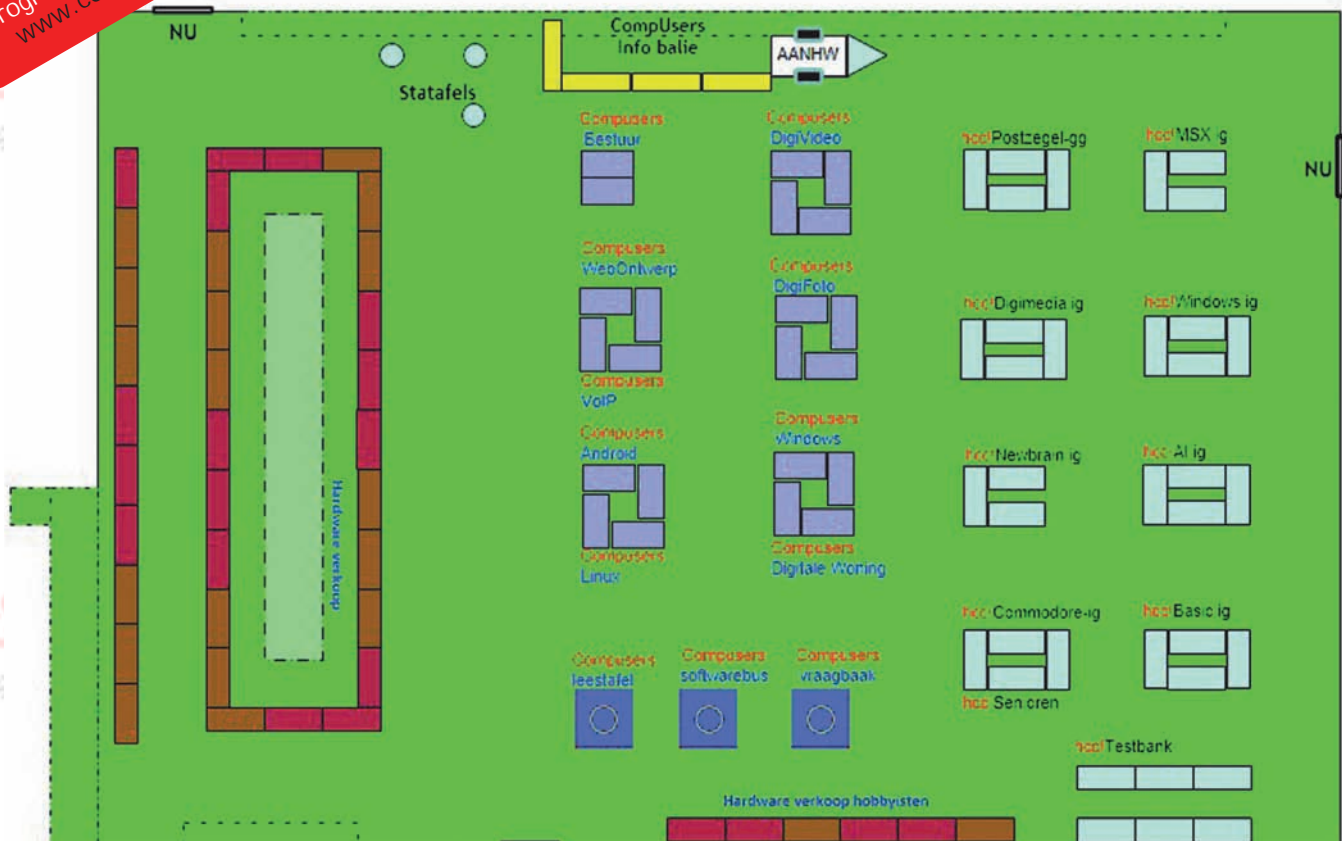 www.c
NU
CompUsers
Info balie
AANHW
Statafels
Compusers
Bestuur
Compusers
DigiVideo
hcc!Postzegel-gg
hcc!MSX ig
NU
Compusers
WebOntwerp
Compusers
DigiFoto
hcc!Digimedia ig
hcc!Windows ig
Compusers
VoIP
Compusers
Android
Compusers
Windows
hcc!Newbrain ig
hcc!AI ig
Hardware verkoop
Compusers
Linux
Compusers
Digitale Woning
hcc!Commodore-ig
hcc!Basic ig
Compusers
leestafel
Compusers
softwarebus
Compusers
vraagbaak
hcc!Senioren
hcc!Testbank
Hardware verkoop hobbyisten